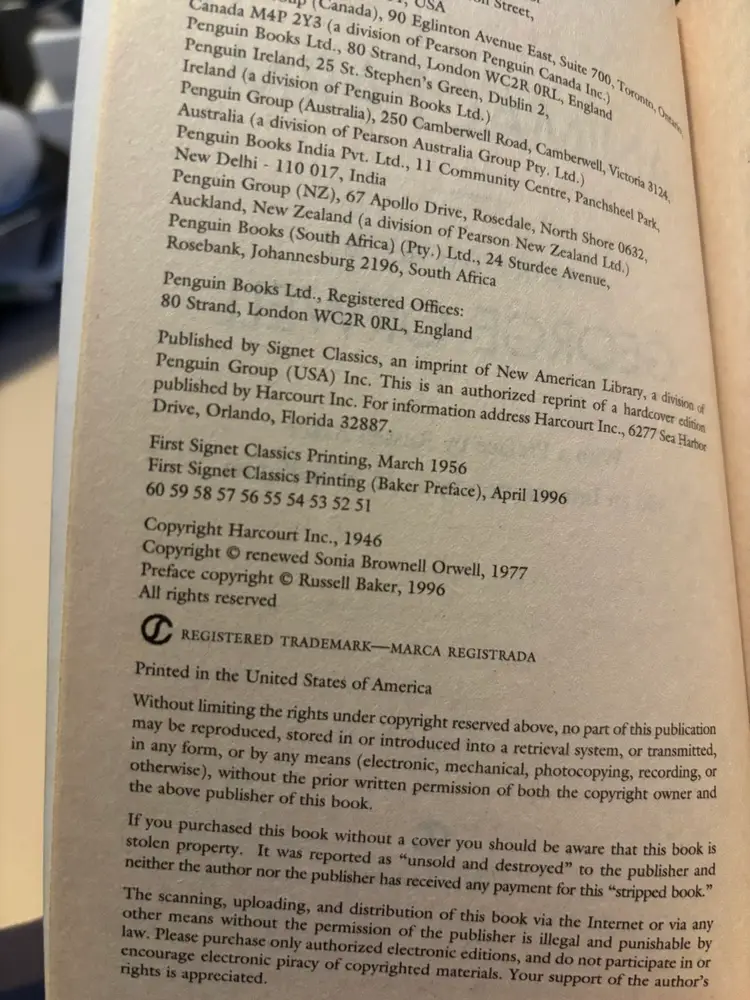 Street,
USA
(Canada), 90 Eglinton Avenue East, Suite 700, Toronto, Ontario,
Canada M4P 2Y3 (a division of Pearson Penguin Canada Inc.)
Penguin Books Ltd., 80 Strand, London WC2R 0RL, England
Penguin Ireland, 25 St. Stephen's Green, Dublin 2,
Ireland (a division of Penguin Books Ltd.)
Penguin Group (Australia), 250 Camberwell Road, Camberwell, Victoria 3124,
Australia (a division of Pearson Australia Group Pty. Ltd.)
Penguin Books India Pvt. Ltd., 11 Community Centre, Panchsheel Park,
New Delhi - 110 017, India
Penguin Group (NZ), 67 Apollo Drive, Rosedale, North Shore 0632,
Auckland, New Zealand (a division of Pearson New Zealand Ltd.)
Penguin Books (South Africa) (Pty.) Ltd., 24 Sturdee Avenue,
Rosebank, Johannesburg 2196, South Africa
Penguin Books Ltd., Registered Offices:
80 Strand, London WC2R 0RL, England
Published by Signet Classics, an imprint of New American Library, a division of
Penguin Group (USA) Inc. This is an authorized reprint of a hardcover edition
published by Harcourt Inc. For information address Harcourt Inc., 6277 Sea Harbor
Drive, Orlando, Florida 32887.
First Signet Classics Printing, March 1956
First Signet Classics Printing (Baker Preface), April 1996
60 59 58 57 56 55 54 53 52 51
Copyright Harcourt Inc., 1946
Copyright © renewed Sonia Brownell Orwell, 1977
Preface copyright © Russell Baker, 1996
All rights reserved
REGISTERED TRADEMARK—MARCA REGISTRADA
Printed in the United States of America
Without limiting the rights under copyright reserved above, no part of this publication
may be reproduced, stored in or introduced into a retrieval system, or transmitted,
in any form, or by any means (electronic, mechanical, photocopying, recording, or
otherwise), without the prior written permission of both the copyright owner and
the above publisher of this book.
If you purchased this book without a cover you should be aware that this book is
stolen property. It was reported as "unsold and destroyed" to the publisher and
neither the author nor the publisher has received any payment for this "stripped book."
The scanning, uploading, and distribution of this book via the Internet or via any
other means without the permission of the publisher is illegal and punishable by
law. Please purchase only authorized electronic editions, and do not participate in or
encourage electronic piracy of copyrighted materials. Your support of the author's
rights is appreciated.